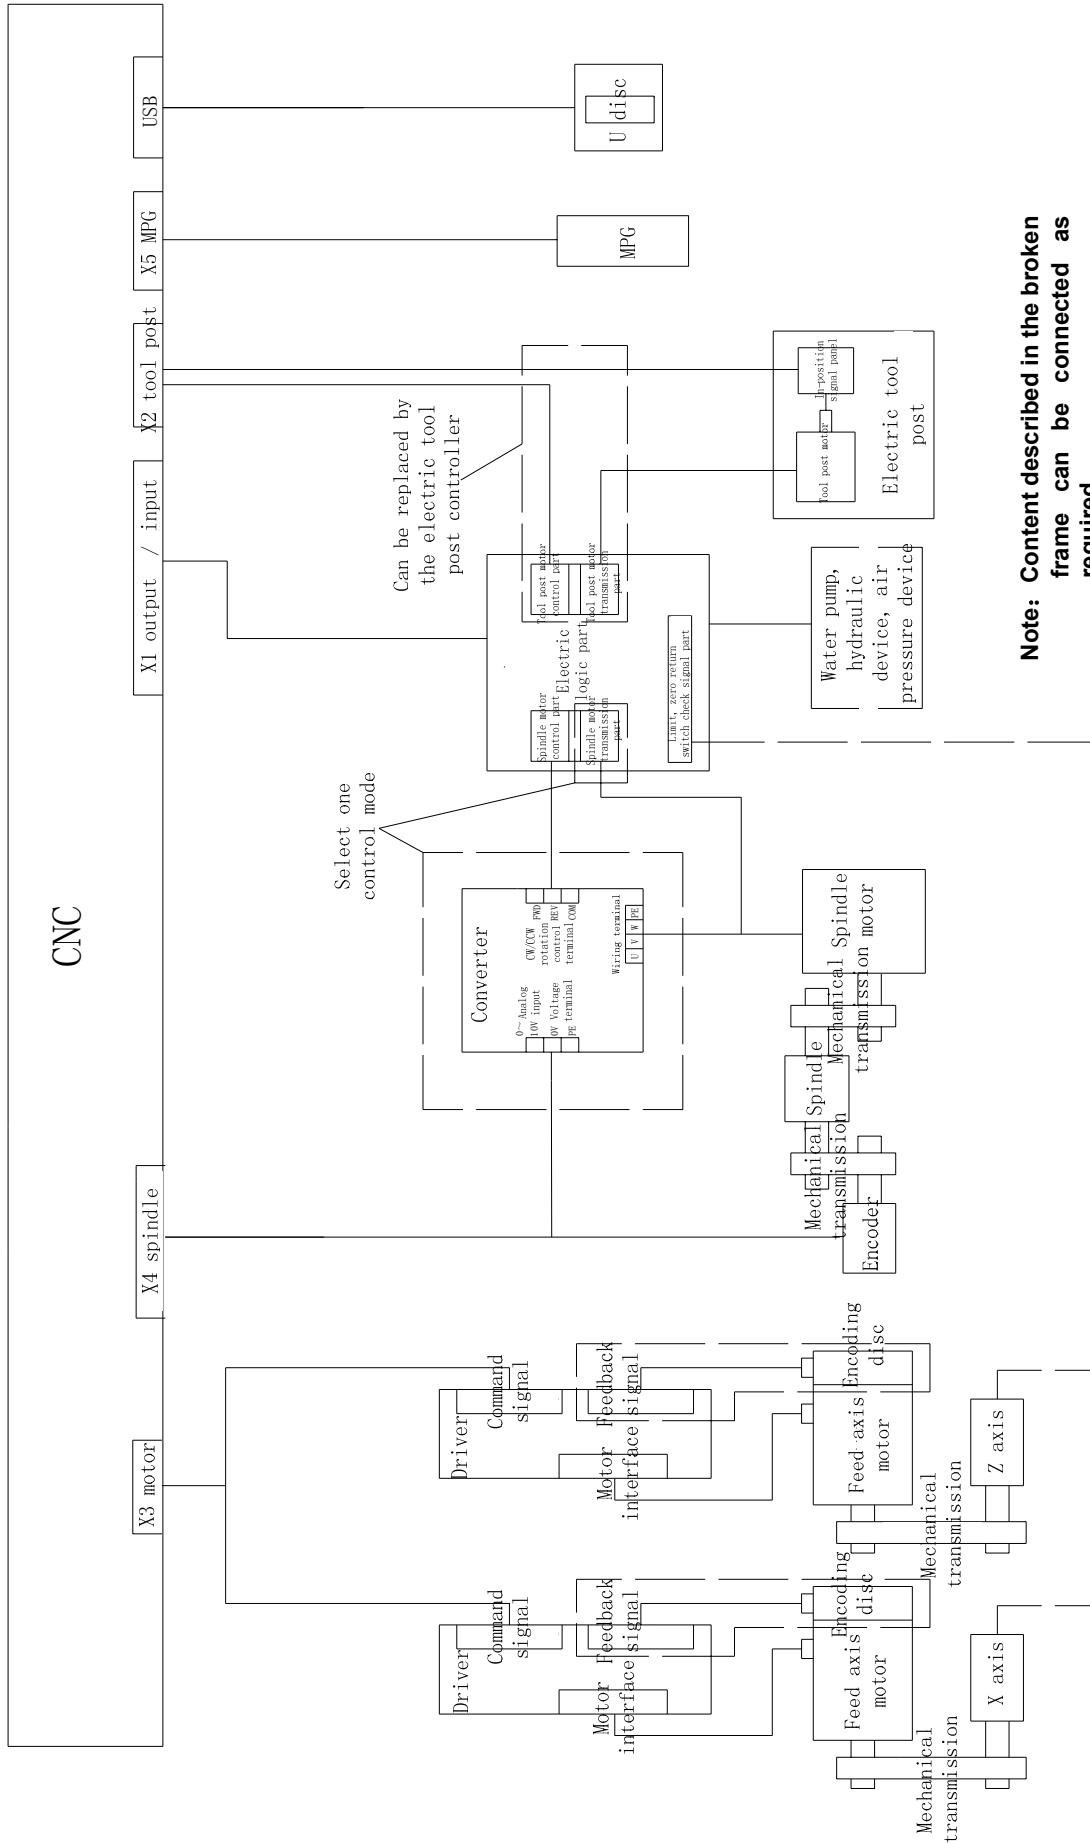 CNC
X3 motor
X4 spindle
X1 output / input
X2 tool post
X5 MPG
USB
Select one
control mode
Can be replaced by
the electric tool
post controller
MPG
U disc
Driver
Command
signal
Feedback
signal
Motor
interface
Driver
Command
signal
Feedback
signal
Motor
interface
Converter
0~ Analog
10V input
0V Voltage
PE terminal
CW/CCW FWD
rotation
control REV
terminal COM
Wiring terminal
U V W PE
Spindle motor
control part
Spindle motor
transmission
part
Electric
logic part
Tool post motor
control part
Tool post motor
transmission
part
Limit, zero return
switch check signal part
Feed axis
motor
Encoding
disc
Feed axis
motor
Encoding
disc
Encoder
Mechanical
transmission
Spindle
Mechanical
transmission
Spindle
motor
Water pump,
hydraulic
device, air
pressure device
Tool post motor
In-position
signal panel
Electric tool
post
Mechanical
transmission
X axis
Mechanical
transmission
Z axis
Note: Content described in the broken
frame can be connected as
required